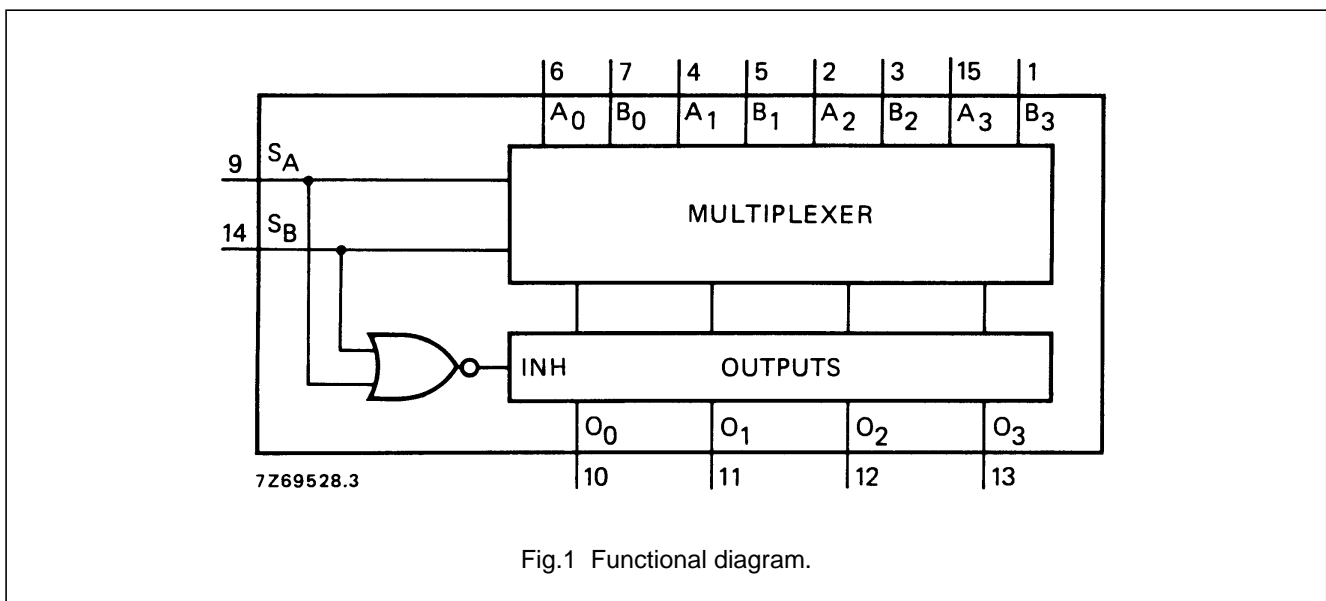 6 7 4 5 2 3 15 1
A0 B0 A1 B1 A2 B2 A3 B3
9 SA
MULTIPLEXER
14 SB
INH OUTPUTS
O0 O1 O2 O3
7Z69528.3 10 11 12 13
Fig.1 Functional diagram.